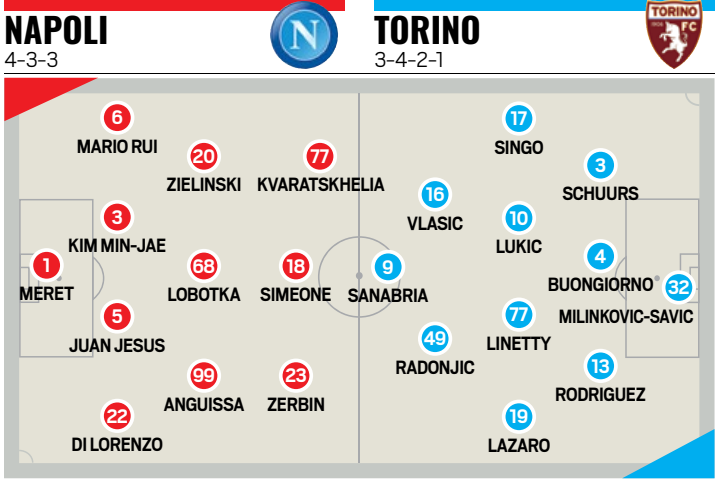 NAPOLI
4-3-3
N
TORINO
3-4-2-1
TORINO
FC
6
MARIO RUI
20
ZIELINSKI
77
KVARATSKHELIA
3
KIM MIN-JAE
1
MERET
68
LOBOTKA
18
SIMEONE
5
JUAN JESUS
99
ANGUISSA
23
ZERBIN
22
DI LORENZO
17
SINGO
3
SCHUURS
16
VLASIC
10
LUKIC
9
SANABRIA
4
BUONGIORNO
32
MILINKOVIC-SAVIC
77
LINETTY
49
RADONJIC
13
RODRIGUEZ
19
LAZARO